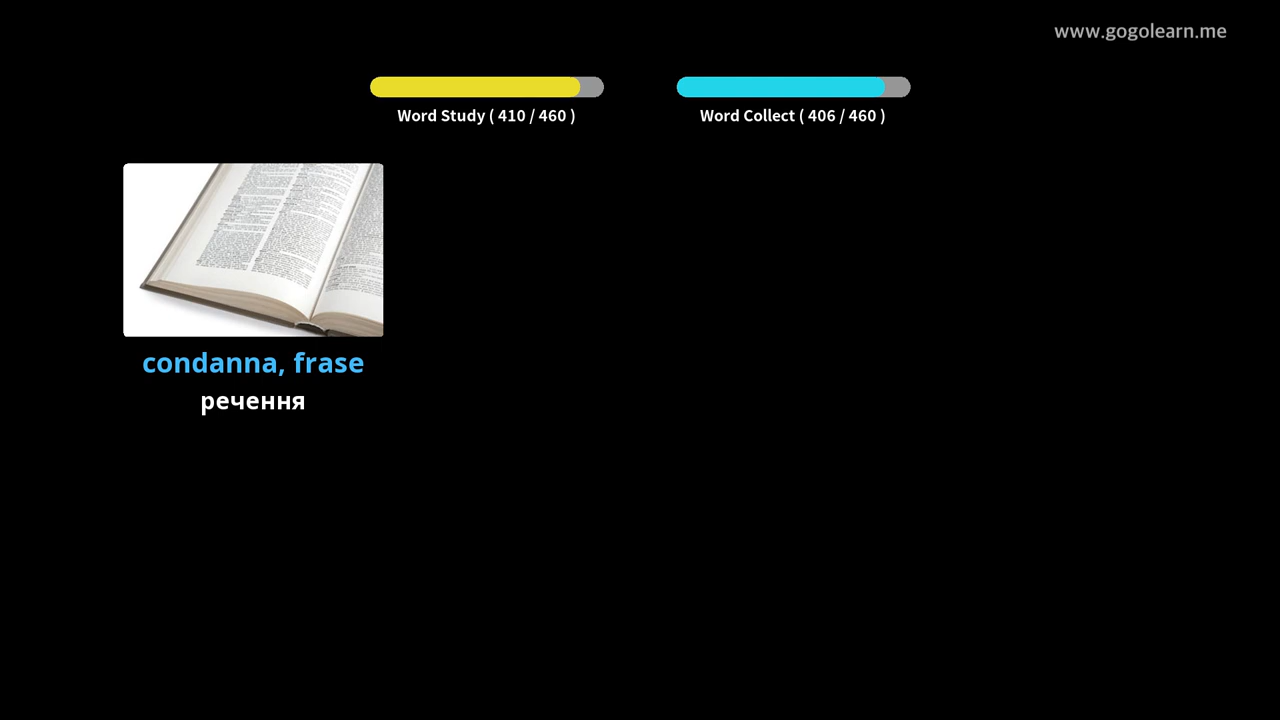 www.gogolearn.me
Word Study ( 410 / 460 )
Word Collect ( 406 / 460 )
condanna, frase
речення